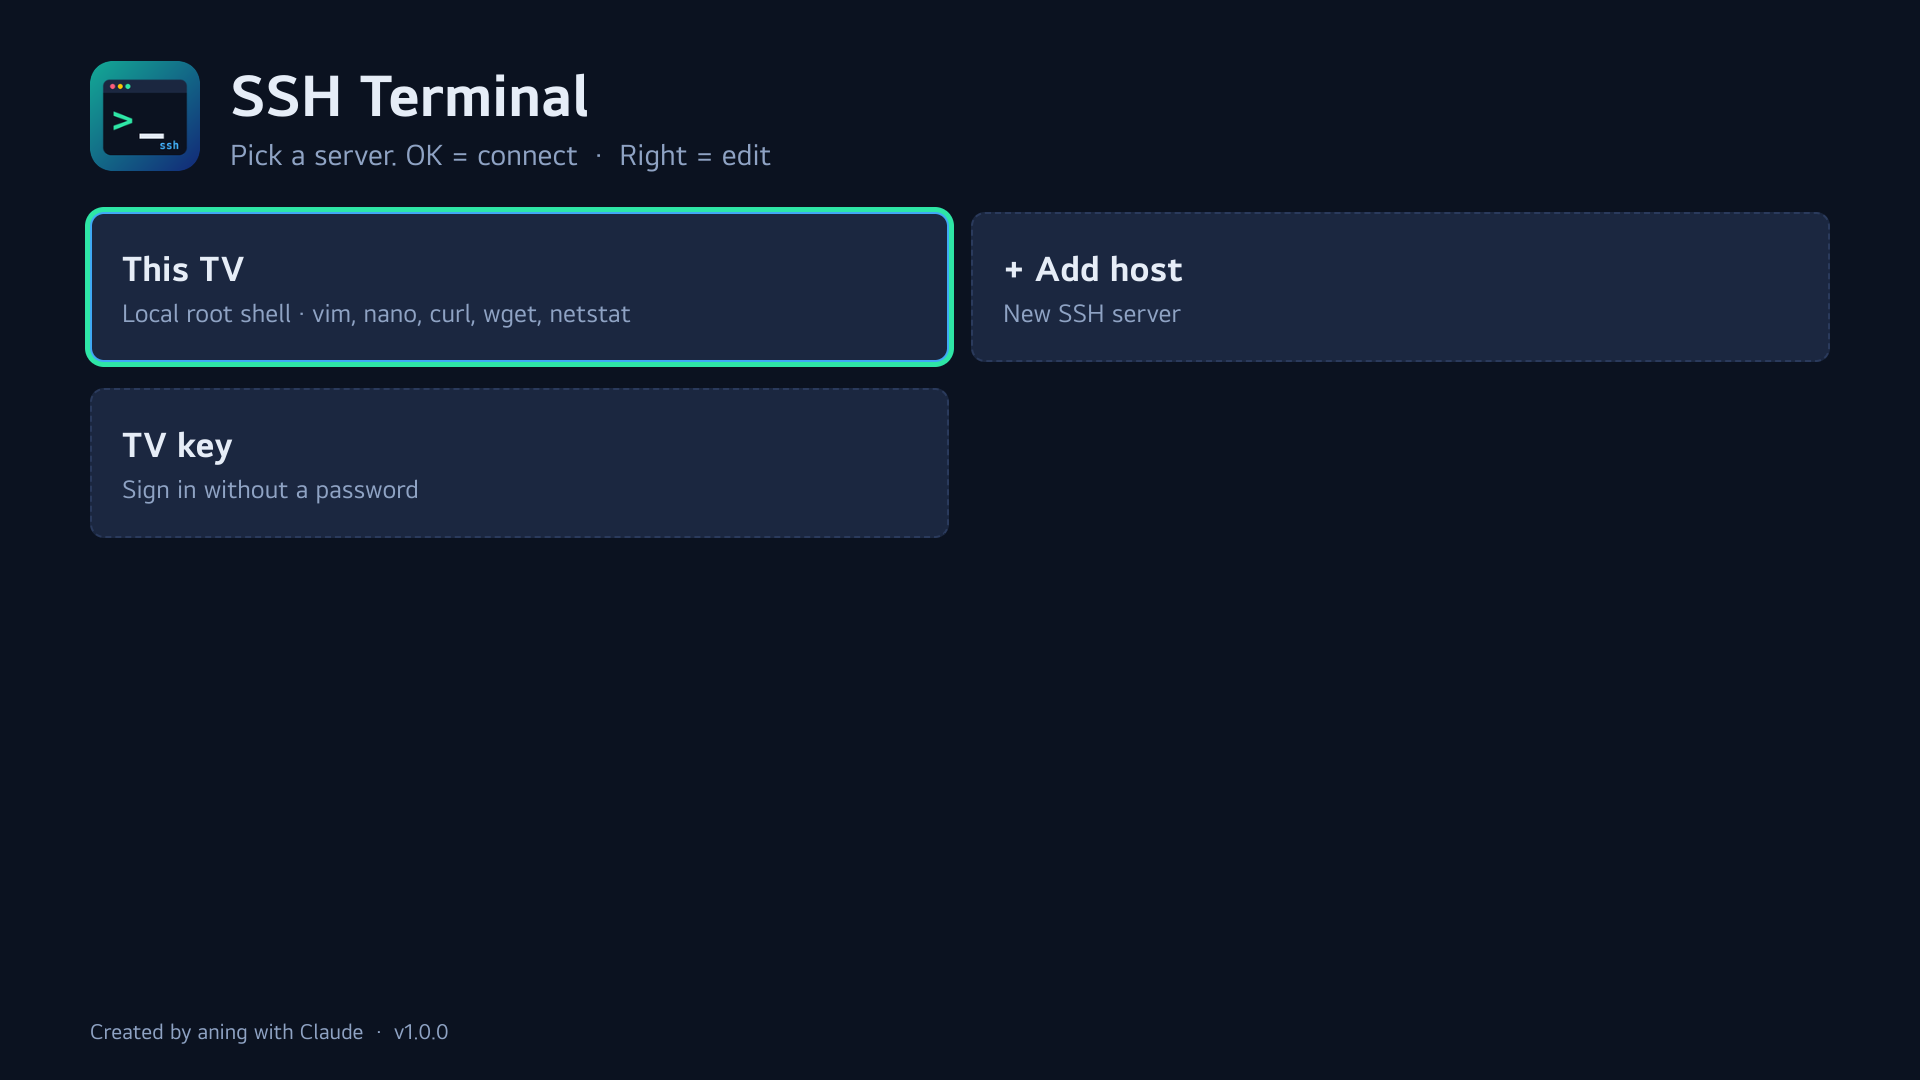 >_
ssh
SSH Terminal
Pick a server. OK = connect · Right = edit
This TV
Local root shell · vim, nano, curl, wget, netstat
+ Add host
New SSH server
TV key
Sign in without a password
Created by aning with Claude · v1.0.0